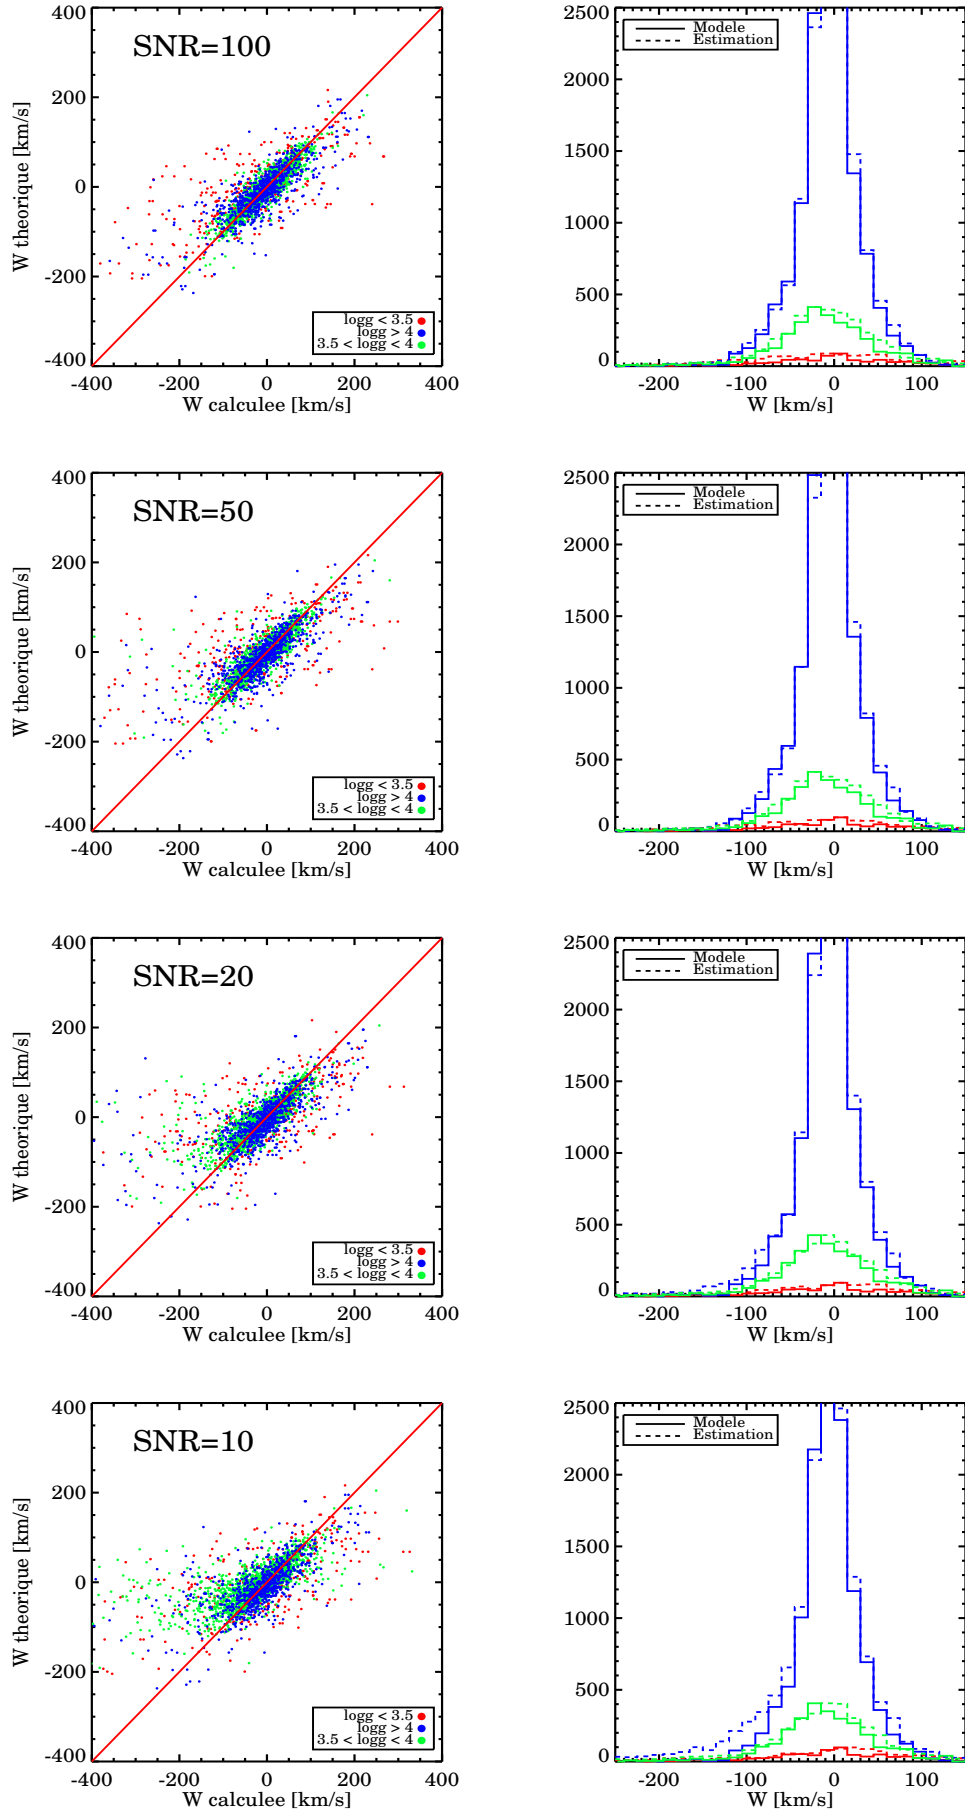 400
200
0
-200
-400
W theorique [km/s]
SNR=100
logg < 3.5
logg > 4
3.5 < logg < 4
-400 -200 0 200 400
W calculee [km/s]
2500
2000
1500
1000
500
0
Modele
Estimation
-200 -100 0 100
W [km/s]
400
200
0
-200
-400
W theorique [km/s]
SNR=50
logg < 3.5
logg > 4
3.5 < logg < 4
-400 -200 0 200 400
W calculee [km/s]
2500
2000
1500
1000
500
0
Modele
Estimation
-200 -100 0 100
W [km/s]
400
200
0
-200
-400
W theorique [km/s]
SNR=20
logg < 3.5
logg > 4
3.5 < logg < 4
-400 -200 0 200 400
W calculee [km/s]
2500
2000
1500
1000
500
0
Modele
Estimation
-200 -100 0 100
W [km/s]
400
200
0
-200
-400
W theorique [km/s]
SNR=10
logg < 3.5
logg > 4
3.5 < logg < 4
-400 -200 0 200 400
W calculee [km/s]
2500
2000
1500
1000
500
0
Modele
Estimation
-200 -100 0 100
W [km/s]